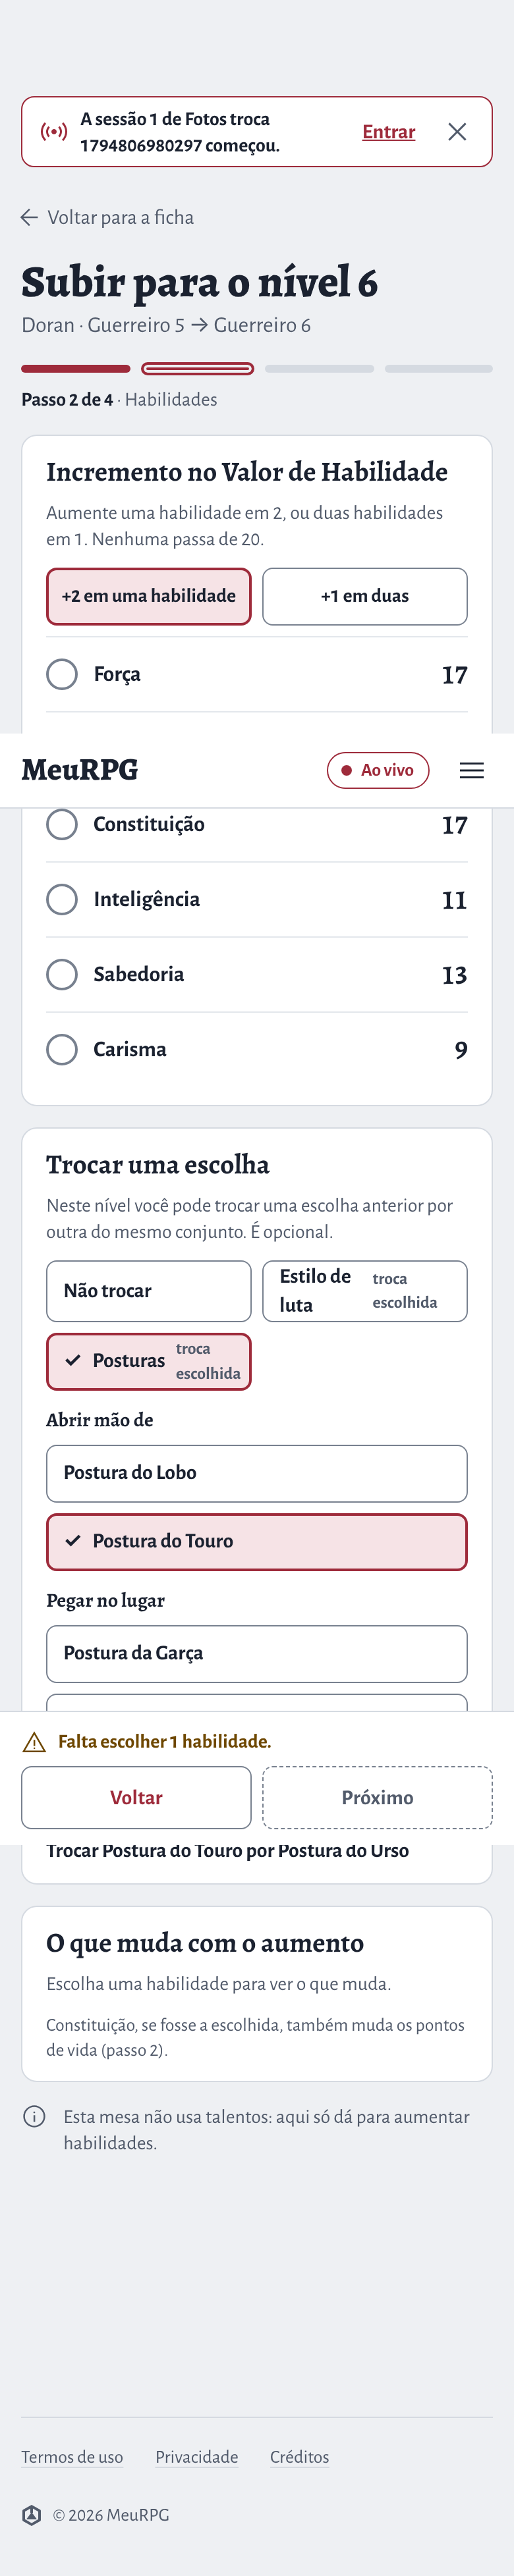 A sessão 1 de Fotos troca
1794806980297 começou.
Entrar
Voltar para a ficha
Subir para o nível 6
Doran · Guerreiro 5 → Guerreiro 6
Passo 2 de 4 · Habilidades
Incremento no Valor de Habilidade
Aumente uma habilidade em 2, ou duas habilidades
em 1. Nenhuma passa de 20.
+2 em uma habilidade
+1 em duas
Força 17
MeuRPG
Ao vivo
Constituição 17
Inteligência 11
Sabedoria 13
Carisma 9
Trocar uma escolha
Neste nível você pode trocar uma escolha anterior por
outra do mesmo conjunto. É opcional.
Não trocar
Estilo de
luta
troca
escolhida
Posturas
troca
escolhida
Abrir mão de
Postura do Lobo
Postura do Touro
Pegar no lugar
Postura da Garça
Falta escolher 1 habilidade.
Voltar
Próximo
Trocar Postura do Touro por Postura do Urso
O que muda com o aumento
Escolha uma habilidade para ver o que muda.
Constituição, se fosse a escolhida, também muda os pontos
de vida (passo 2).
Esta mesa não usa talentos: aqui só dá para aumentar
habilidades.
Termos de uso
Privacidade
Créditos
© 2026 MeuRPG